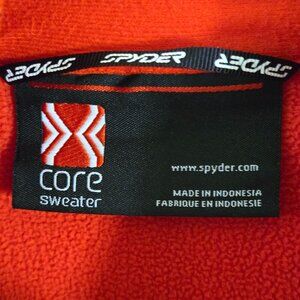 SPYDER SPYDER SPYDER
core
sweater
www.spyder.com
MADE IN INDONESIA
FABRIQUE EN INDONESIE